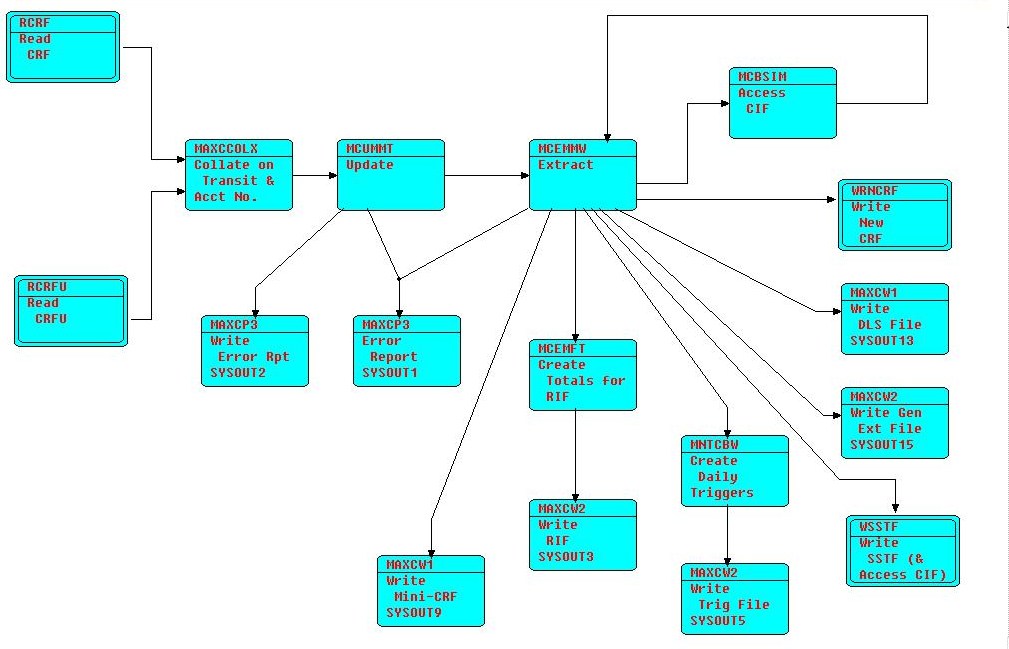 RCRF
Read
CRF
MCBSIM
Access
CIF
MAXCCOLX
Collate on
Transit &
Acct No.
MCUMMT
Update
MCEMMW
Extract
WRNCRF
Write
New
CRF
RCRFU
Read
CRFU
MAXCW1
Write
DLS File
SYSOUT13
MAXCP3
Write
Error Rpt
SYSOUT2
MAXCP3
Error
Report
SYSOUT1
MCEMFT
Create
Totals for
RIF
MAXCW2
Write Gen
Ext File
SYSOUT15
MNTCBW
Create
Daily
Triggers
MAXCW2
Write
RIF
SYSOUT3
WSSTF
Write
SSTF (&
Access CIF)
MAXCW1
Write
Mini-CRF
SYSOUT9
MAXCW2
Write
Trig File
SYSOUT5